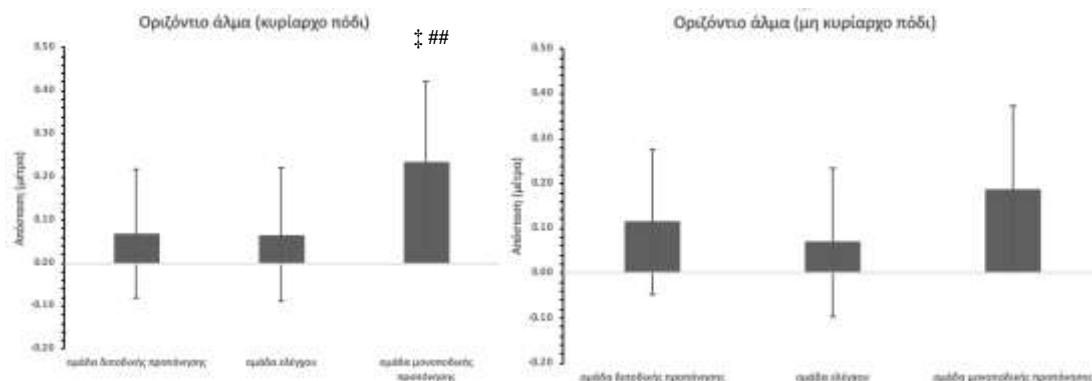 Οριζόντιο άλμα (κυρίαρχο πόδι)
‡ ##
0.50
0.40
0.30
0.20
0.10
0.00
-0.10
-0.20
Απόσταση (μέτρα)
ομάδα διποδικής προπόνησης
ομάδα ελέγχου
ομάδα μονοποδικής
προπόνησης
Οριζόντιο άλμα (μη κυρίαρχο πόδι)
0.50
0.40
0.30
0.20
0.10
0.00
-0.10
-0.20
Απόσταση (μέτρα)
ομάδα διποδικής προπόνησης
ομάδα ελέγχου
ομάδα μονοποδικής προπόνησης